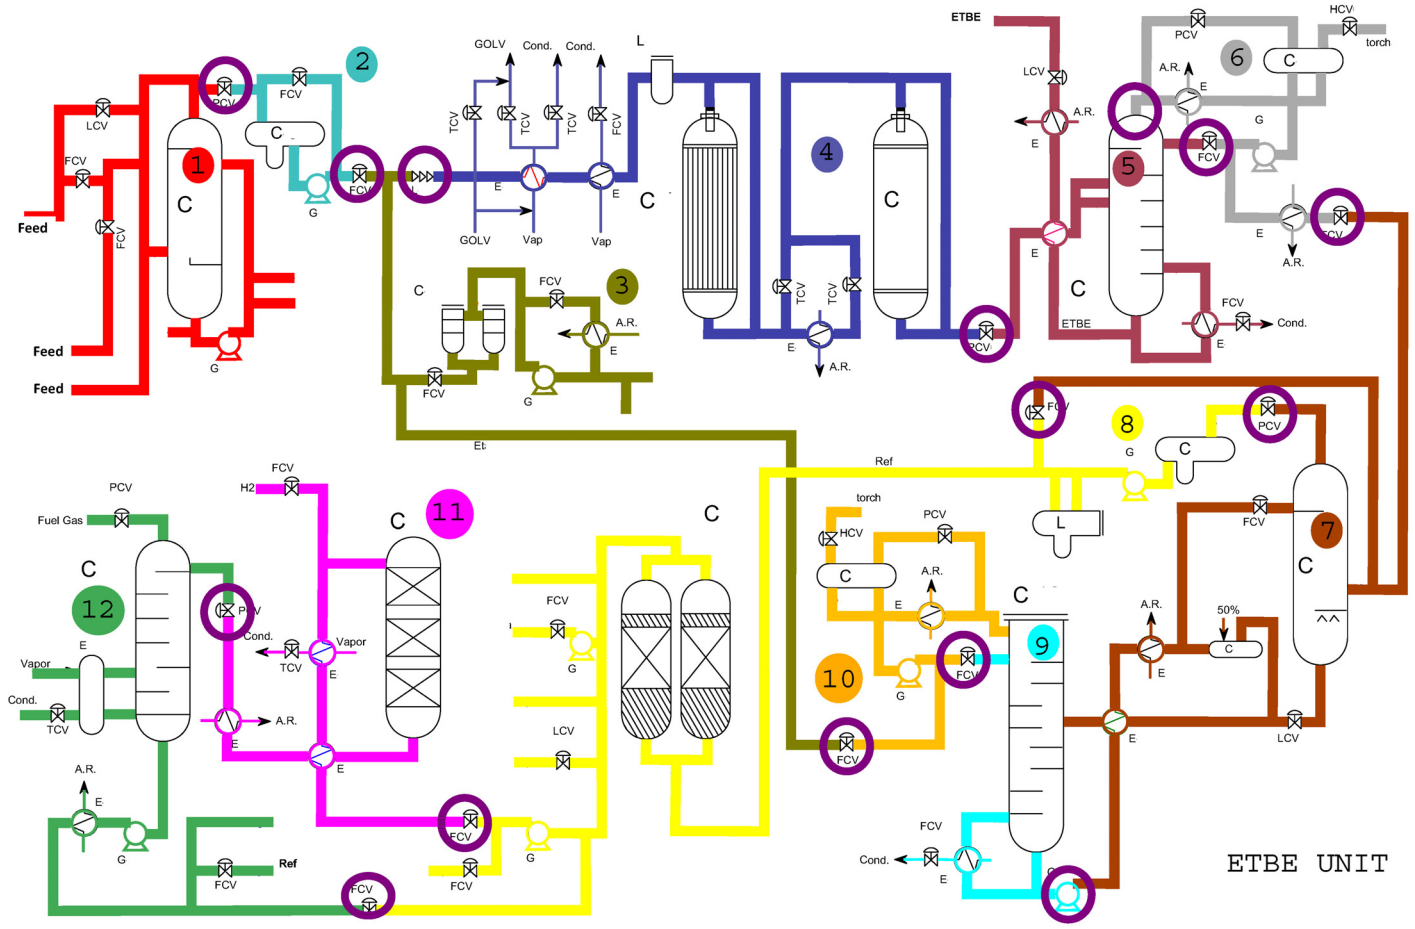 ETBE
HCV
torch
PCV
6
C
A.R.
E
G
L
GOLV
Cond.
Cond.
2
PCV
FCV
LCV
C
TCV
TCV
TCV
FCV
LCV
A.R.
E
FCV
1
C
FCV
G
FCV
L
E
E
C
4
C
5
FCV
Feed
FCV
GOLV
Vap
Vap
E
E
FCV
A.R.
C
3
FCV
A.R.
E
TCV
TCV
E
A.R.
C
ETBE
FCV
Cond.
E
PCV
Feed
G
Feed
FCV
G
FCV
8
G
C
PCV
Ref
FCV
H2
PCV
Fuel Gas
C
11
C
torch
HCV
PCV
L
FCV
7
C
C
A.R.
E
C
12
PCV
Cond.
Vapor
TCV
E
E
Vapor
Cond.
TCV
A.R.
E
E
FCV
G
LCV
C
9
10
G
FCV
FCV
A.R.
E
50%
C
E
LCV
A.R.
E
G
FCV
Ref
FCV
FCV
FCV
G
FCV
Cond.
E
ETBE UNIT